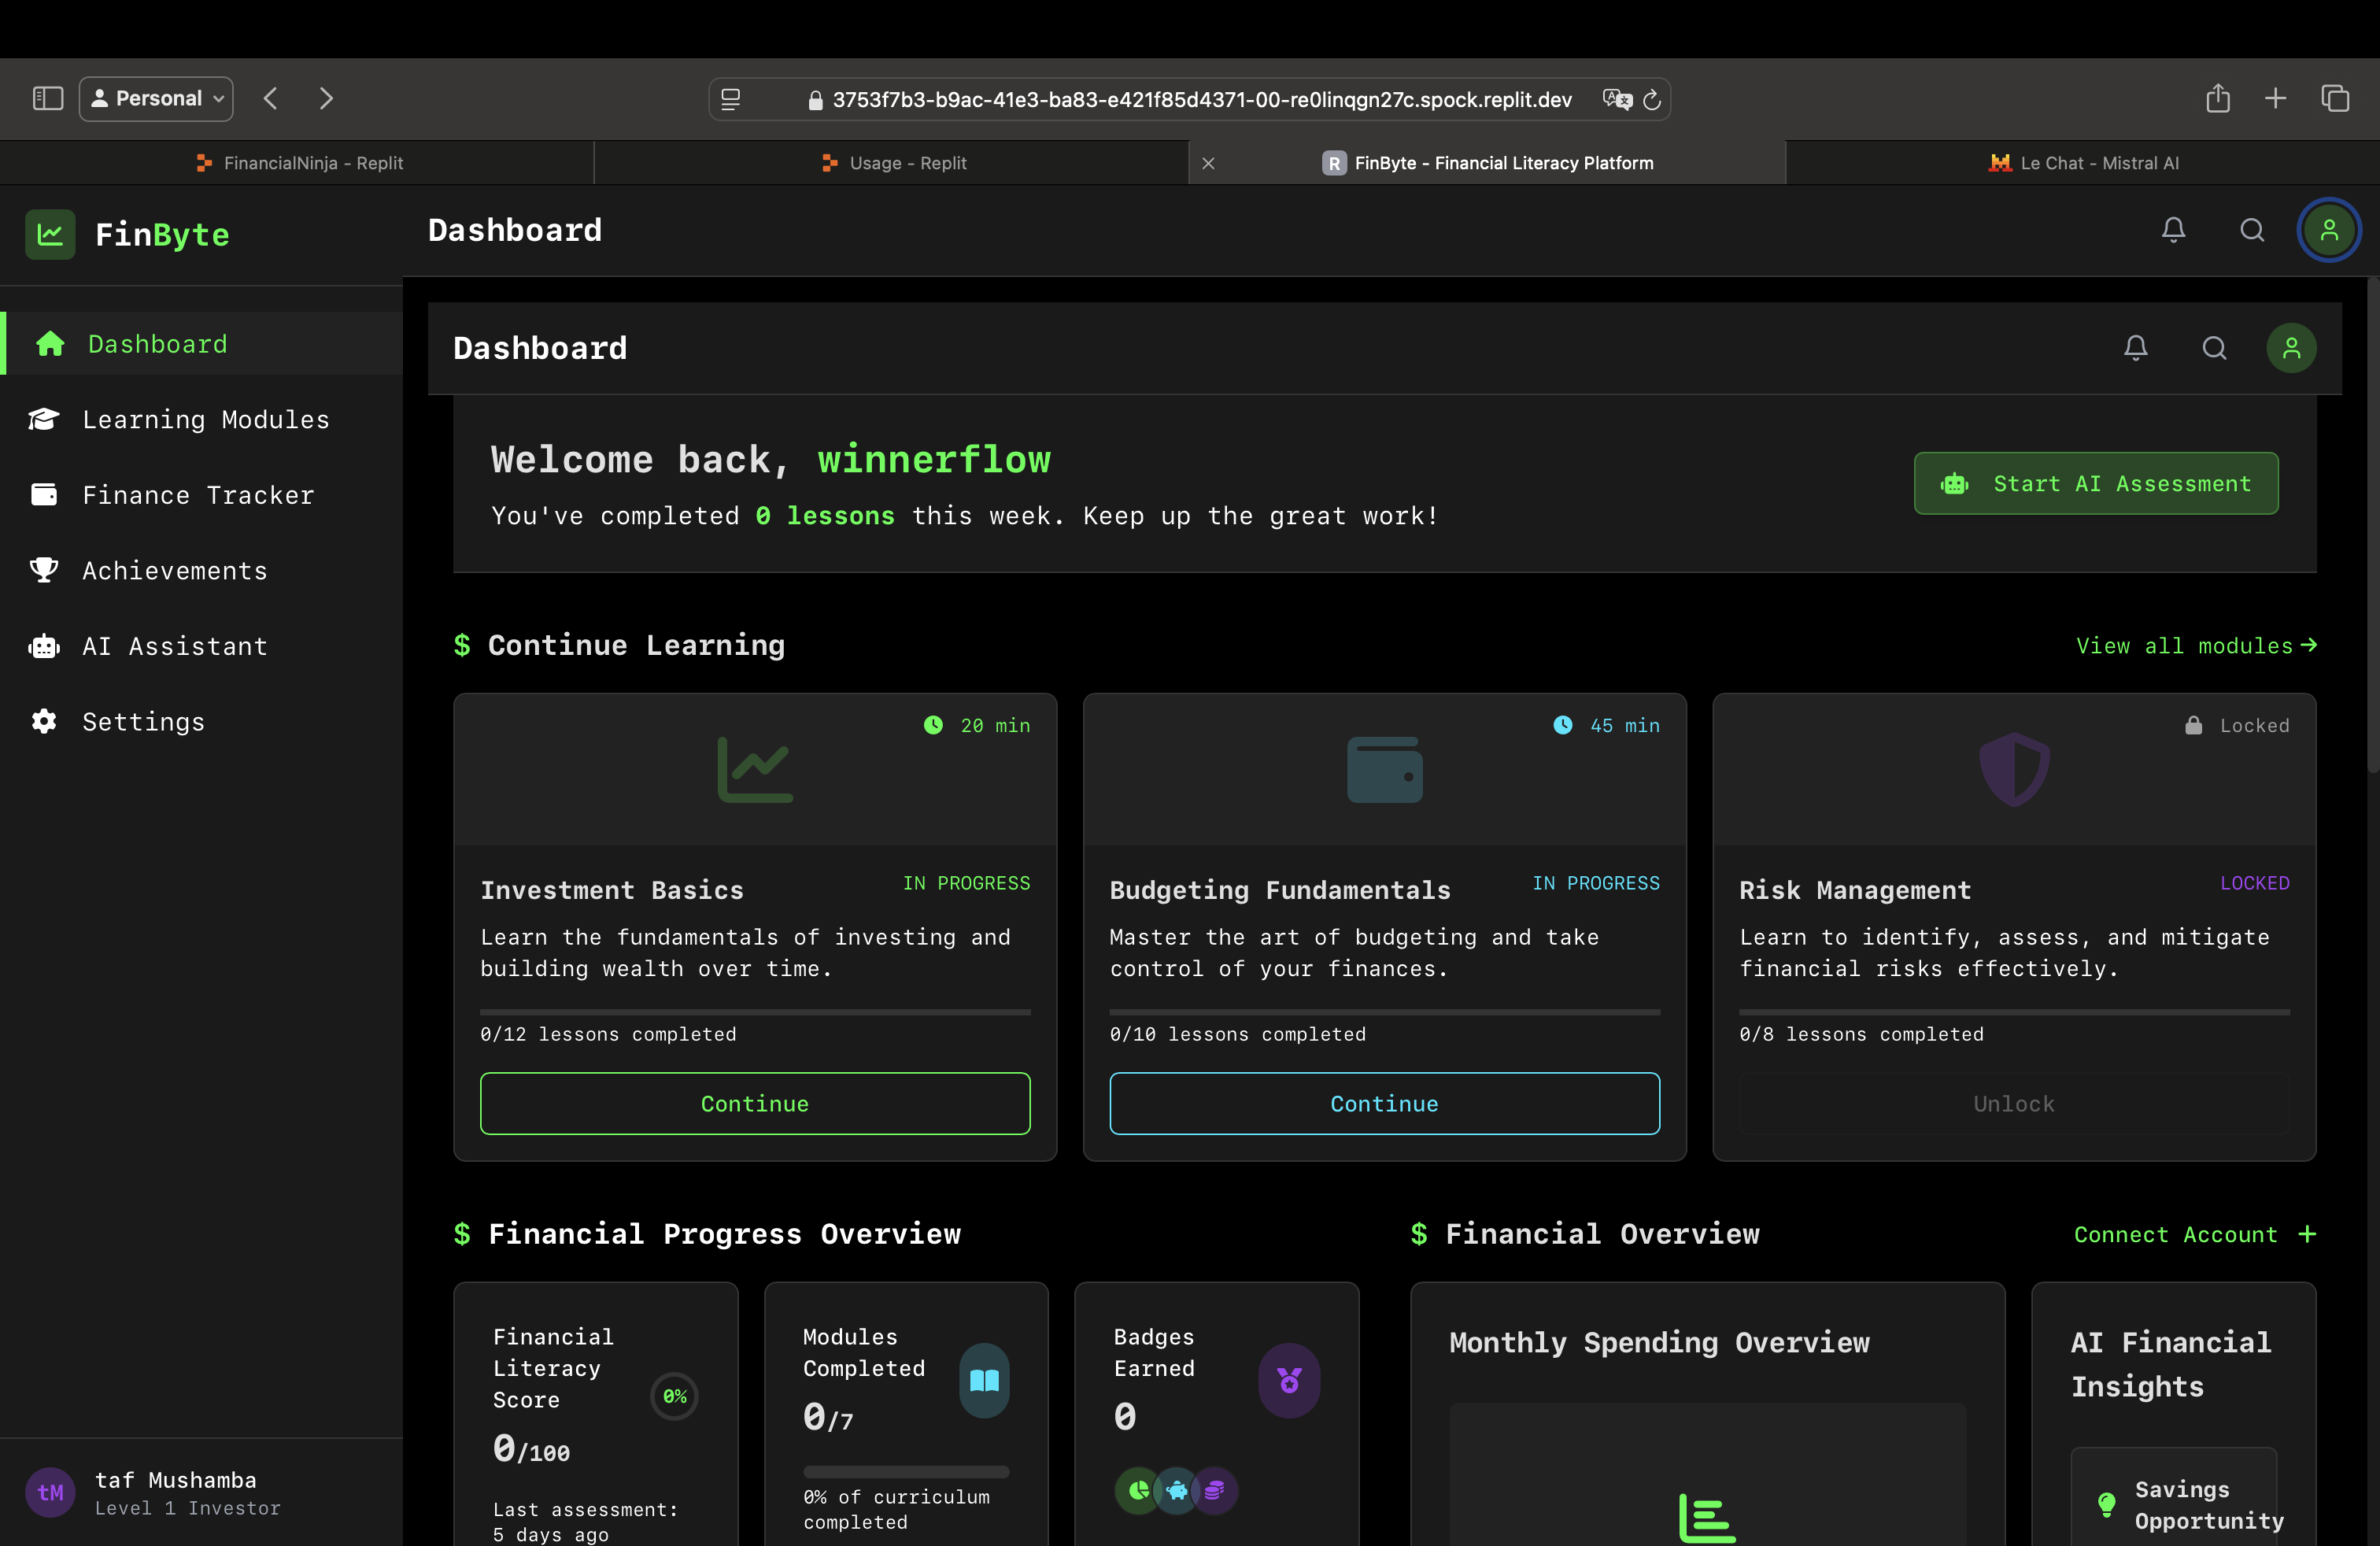 Personal
3753f7b3-b9ac-41e3-ba83-e421f85d4371-00-re0linqgn27c.spock.replit.dev
FinancialNinja - Replit
Usage - Replit
R FinByte - Financial Literacy Platform
Le Chat - Mistral AI
FinByte
Dashboard
Dashboard
Learning Modules
Finance Tracker
Achievements
AI Assistant
Settings
taf Mushamba
tM
Level 1 Investor
Dashboard
Welcome back, winnerflow
You've completed 0 lessons this week. Keep up the great work!
Start AI Assessment
$ Continue Learning
View all modules
20 min
Investment Basics
IN PROGRESS
Learn the fundamentals of investing and
building wealth over time.
0/12 lessons completed
Continue
45 min
Budgeting Fundamentals
IN PROGRESS
Master the art of budgeting and take
control of your finances.
0/10 lessons completed
Continue
Locked
Risk Management
LOCKED
Learn to identify, assess, and mitigate
financial risks effectively.
0/8 lessons completed
Unlock
$ Financial Progress Overview
Financial
Literacy
Score
0%
0/100
Last assessment:
5 days ago
Modules
Completed
0/7
0% of curriculum
completed
Badges
Earned
0
$ Financial Overview
Connect Account +
Monthly Spending Overview
AI Financial
Insights
Savings
Opportunity